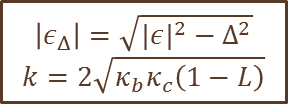 |ϵ_Δ| = √(|ϵ|² − Δ²)
k = 2√(κ_b κ_c (1 − L))